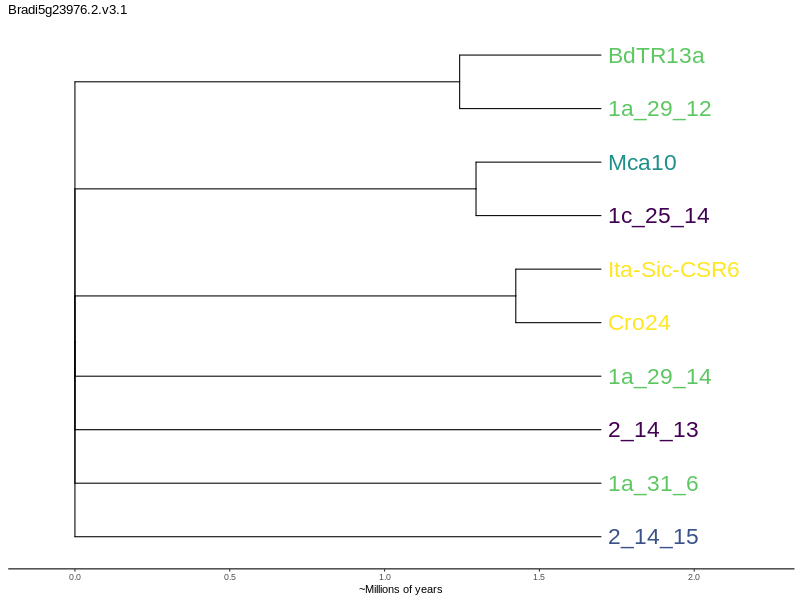 Bradi5g23976.2.v3.1
BdTR13a
1a_29_12
Mca10
1c_25_14
Ita-Sic-CSR6
Cro24
1a_29_14
2_14_13
1a_31_6
2_14_15
0.0 0.5 1.0 1.5 2.0
~Millions of years